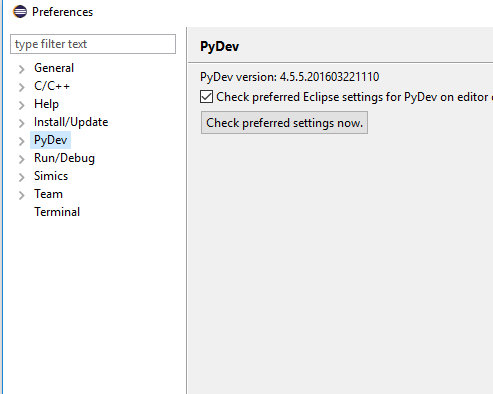 Preferences
type filter text
General
C/C++
Help
Install/Update
PyDev
Run/Debug
Simics
Team
Terminal
PyDev
PyDev version: 4.5.5.201603221110
Check preferred Eclipse settings for PyDev on editor
Check preferred settings now.